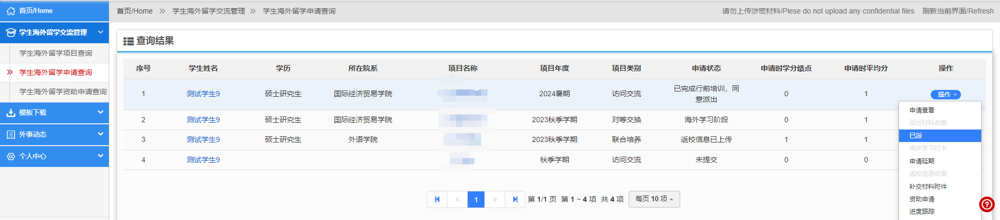 首页/Home
学生海外留学交流管理
学生海外留学项目查询
学生海外留学申请查询
学生海外留学资助申请查询
模板下载
外事动态
个人中心
首页/Home 学生海外留学交流管理 学生海外留学申请查询
请勿上传涉密材料/Plese do not upload any confidential files 刷新当前界面/Refresh
查询结果
序号 学生姓名 学历 所在院系 项目名称 项目年度 项目类别 申请状态 申请时学分绩点 申请时平均分 操作
1 测试学生9 硕士研究生 国际经济贸易学院 2024暑期 访问交流 已完成行前培训，同意派出 0 1 操作
2 测试学生9 硕士研究生 国际经济贸易学院 2023秋季学期 对等交换 海外学习阶段 0 1
3 测试学生9 硕士研究生 外语学院 2023秋季学期 联合培养 返校信息已上传 1 1
4 测试学生9 秋季学期 访问交流 未提交 0 0
申请查看
派出材料收集
已派
境外学习打卡
申请延期
返校信息收集
补交材料附件
资助申请
进度跟踪
« 1 » 第 1/1 页 第 1 ~ 4 项 共 4 项 每页 10 项